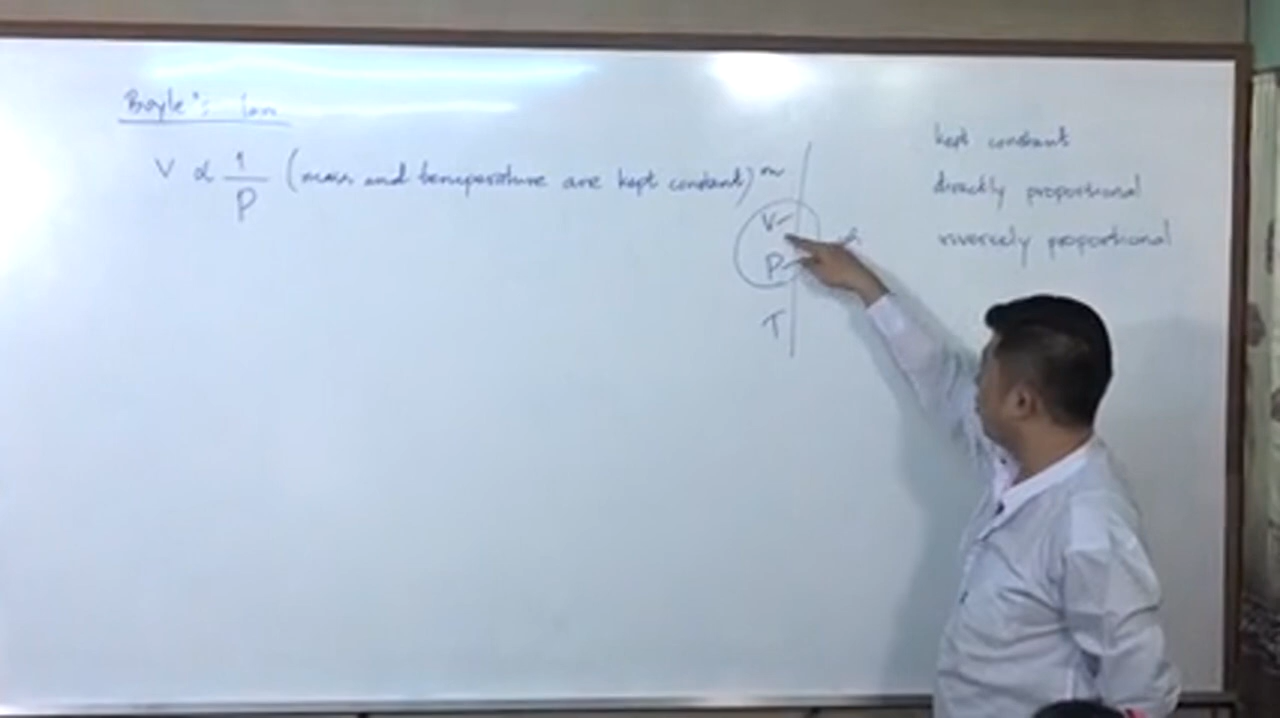 Boyle's law
V ∝ 1/P (mass and temperature are kept constant)
m
V
P
T
kept constant
directly proportional
inversely proportional